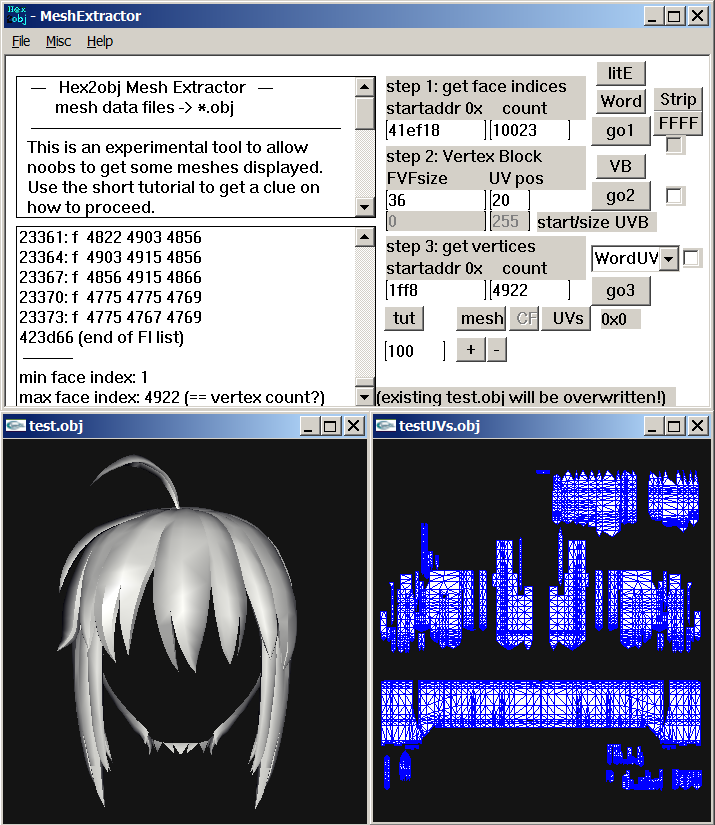 Hex 2obj - MeshExtractor
File Misc Help
— Hex2obj Mesh Extractor —
mesh data files -> *.obj
This is an experimental tool to allow
noobs to get some meshes displayed.
Use the short tutorial to get a clue on
how to proceed.
23361: f 4822 4903 4856
23364: f 4903 4915 4856
23367: f 4856 4915 4866
23370: f 4775 4775 4769
23373: f 4775 4767 4769
423d66 (end of FI list)
min face index: 1
max face index: 4922 (== vertex count?)
step 1: get face indices
startaddr 0x count
41ef18 10023
litE
Word Strip
go1 FFFF
step 2: Vertex Block
FVFsize UV pos
36 20
0 255 start/size UVB
VB
go2
step 3: get vertices
startaddr 0x count
1ff8 4922
WordUV
go3
tut mesh CF UVs 0x0
100 + -
(existing test.obj will be overwritten!)
test.obj
testUVs.obj